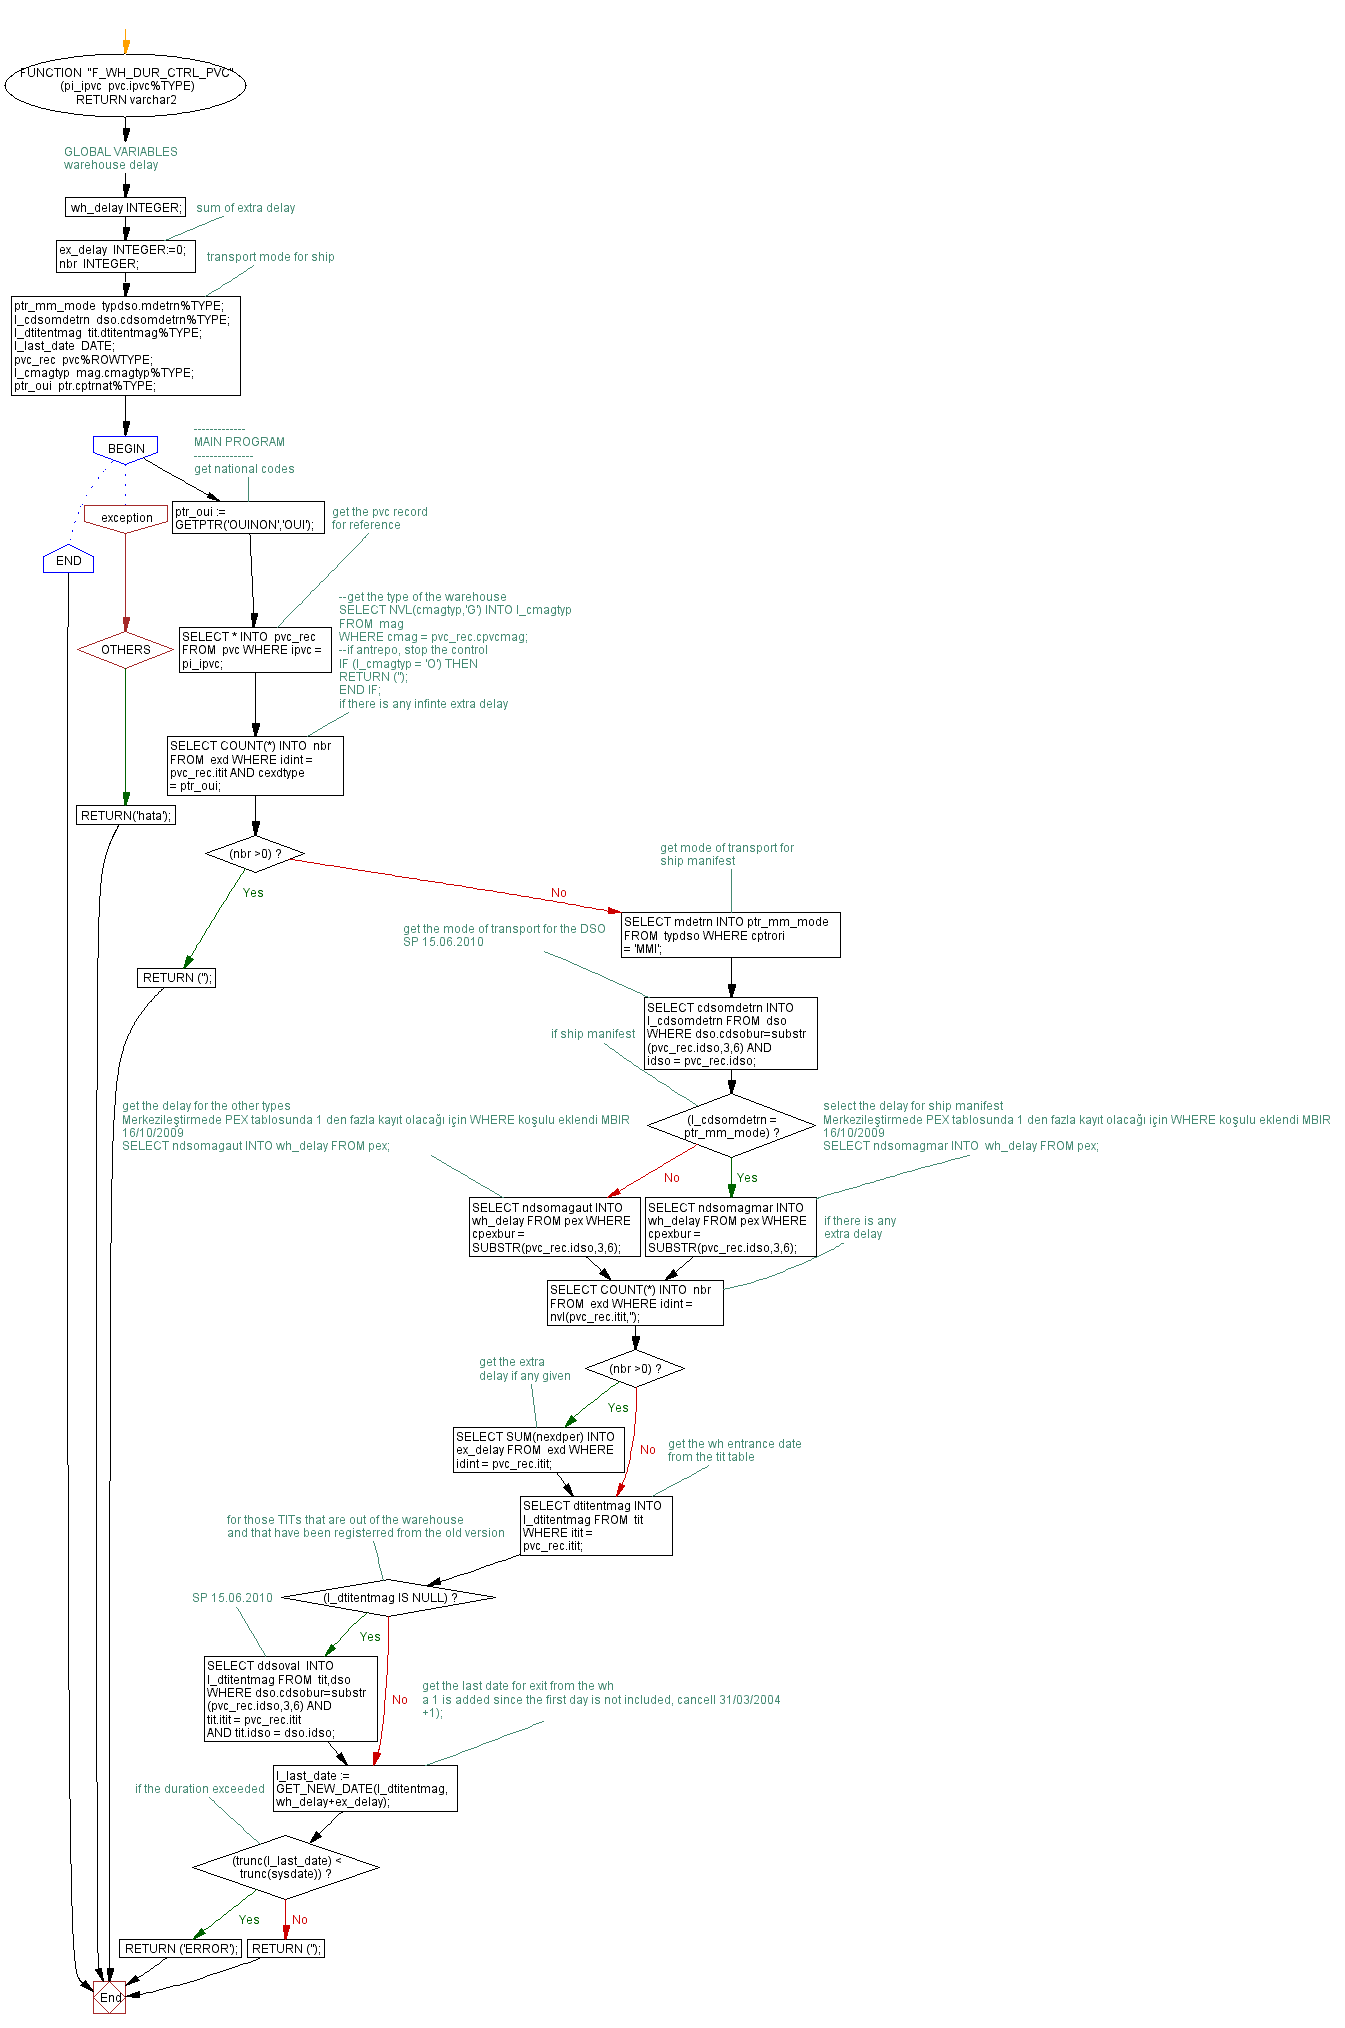 FUNCTION "F_WH_DUR_CTRL_PVC"
(pi_ipvc pvc.ipvc%TYPE)
RETURN varchar2
GLOBAL VARIABLES
warehouse delay
wh_delay INTEGER;
sum of extra delay
ex_delay INTEGER:=0;
nbr INTEGER;
transport mode for ship
ptr_mm_mode typdso.mdetrn%TYPE;
l_cdsomdetrn dso.cdsomdetrn%TYPE;
l_dtitentmag tit.dtitentmag%TYPE;
l_last_date DATE;
pvc_rec pvc%ROWTYPE;
l_cmagtyp mag.cmagtyp%TYPE;
ptr_oui ptr.cptrnat%TYPE;
BEGIN
-------------
MAIN PROGRAM
---------------
get national codes
exception
ptr_oui :=
GETPTR('OUINON','OUI');
get the pvc record
for reference
END
--get the type of the warehouse
SELECT NVL(cmagtyp,'G') INTO l_cmagtyp
FROM mag
WHERE cmag = pvc_rec.cpvcmag;
--if antrepo, stop the control
IF (l_cmagtyp = 'O') THEN
RETURN ('');
END IF;
if there is any infinte extra delay
OTHERS
SELECT * INTO pvc_rec
FROM pvc WHERE ipvc =
pi_ipvc;
SELECT COUNT(*) INTO nbr
FROM exd WHERE idint =
pvc_rec.itit AND cexdtype
= ptr_oui;
RETURN('hata');
(nbr >0) ?
Yes
No
get mode of transport for
ship manifest
SELECT mdetrn INTO ptr_mm_mode
FROM typdso WHERE cptrori
= 'MMI';
get the mode of transport for the DSO
SP 15.06.2010
RETURN ('');
SELECT cdsomdetrn INTO
l_cdsomdetrn FROM dso
WHERE dso.cdsobur=substr
(pvc_rec.idso,3,6) AND
idso = pvc_rec.idso;
if ship manifest
(l_cdsomdetrn =
ptr_mm_mode) ?
get the delay for the other types
Merkezileştirmede PEX tablosunda 1 den fazla kayıt olacağı için WHERE koşulu eklendi MBIR
16/10/2009
SELECT ndsomagaut INTO wh_delay FROM pex;
select the delay for ship manifest
Merkezileştirmede PEX tablosunda 1 den fazla kayıt olacağı için WHERE koşulu eklendi MBIR
16/10/2009
SELECT ndsomagmar INTO wh_delay FROM pex;
No
Yes
SELECT ndsomagaut INTO
wh_delay FROM pex WHERE
cpexbur =
SUBSTR(pvc_rec.idso,3,6);
SELECT ndsomagmar INTO
wh_delay FROM pex WHERE
cpexbur =
SUBSTR(pvc_rec.idso,3,6);
if there is any
extra delay
SELECT COUNT(*) INTO nbr
FROM exd WHERE idint =
nvl(pvc_rec.itit,'');
(nbr >0) ?
get the extra
delay if any given
Yes
No
SELECT SUM(nexdper) INTO
ex_delay FROM exd WHERE
idint = pvc_rec.itit;
get the wh entrance date
from the tit table
SELECT dtitentmag INTO
l_dtitentmag FROM tit
WHERE itit =
pvc_rec.itit;
for those TITs that are out of the warehouse
and that have been registerred from the old version
(l_dtitentmag IS NULL) ?
SP 15.06.2010
Yes
No
SELECT ddsoval INTO
l_dtitentmag FROM tit,dso
WHERE dso.cdsobur=substr
(pvc_rec.idso,3,6) AND
tit.itit = pvc_rec.itit
AND tit.idso = dso.idso;
get the last date for exit from the wh
a 1 is added since the first day is not included, cancell 31/03/2004
+1);
l_last_date :=
GET_NEW_DATE(l_dtitentmag,
wh_delay+ex_delay);
if the duration exceeded
(trunc(l_last_date) <
trunc(sysdate)) ?
Yes
No
RETURN ('ERROR');
RETURN ('');
End